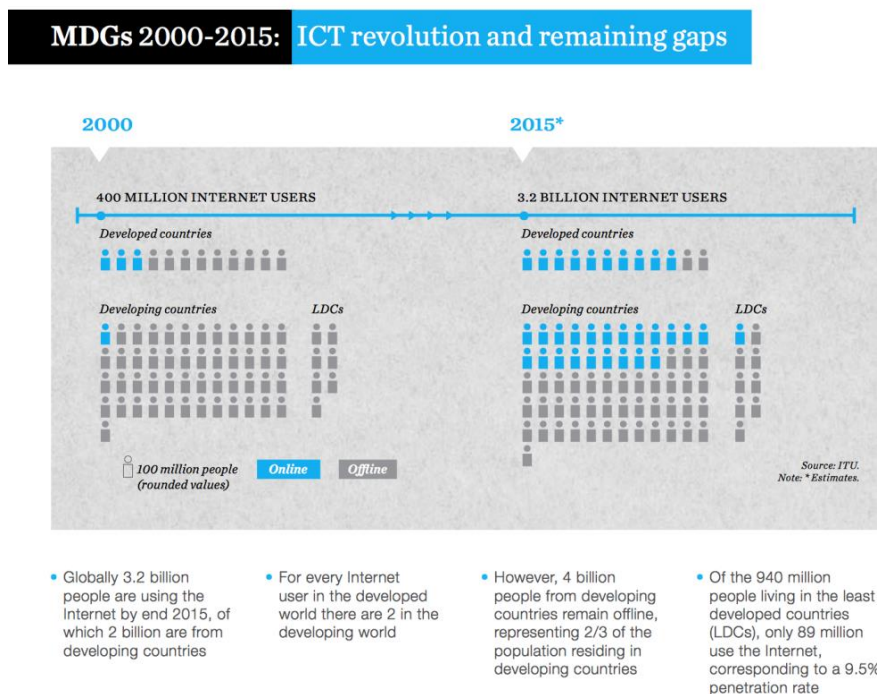 MDGs 2000-2015: ICT revolution and remaining gaps
2000
2015*
400 MILLION INTERNET USERS
3.2 BILLION INTERNET USERS
Developed countries
Developed countries
Developing countries
LDCs
Developing countries
LDCs
100 million people
(rounded values)
Online
Offline
Source: ITU.
Note: * Estimates.
• Globally 3.2 billion
people are using the
Internet by end 2015, of
which 2 billion are from
developing countries
• For every Internet
user in the developed
world there are 2 in the
developing world
• However, 4 billion
people from developing
countries remain offline,
representing 2/3 of the
population residing in
developing countries
• Of the 940 million
people living in the least
developed countries
(LDCs), only 89 million
use the Internet,
corresponding to a 9.5%
penetration rate